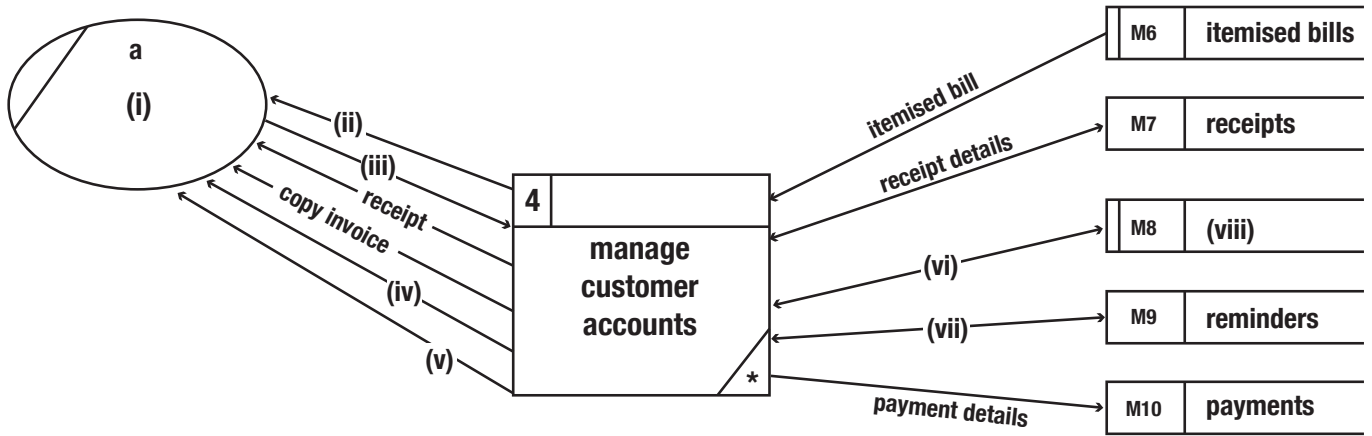 a
(i)
(ii)
(iii)
receipt
copy invoice
(iv)
(v)
4
manage
customer
accounts
*
itemised bill
receipt details
(vi)
(vii)
payment details
M6 itemised bills
M7 receipts
M8 (viii)
M9 reminders
M10 payments